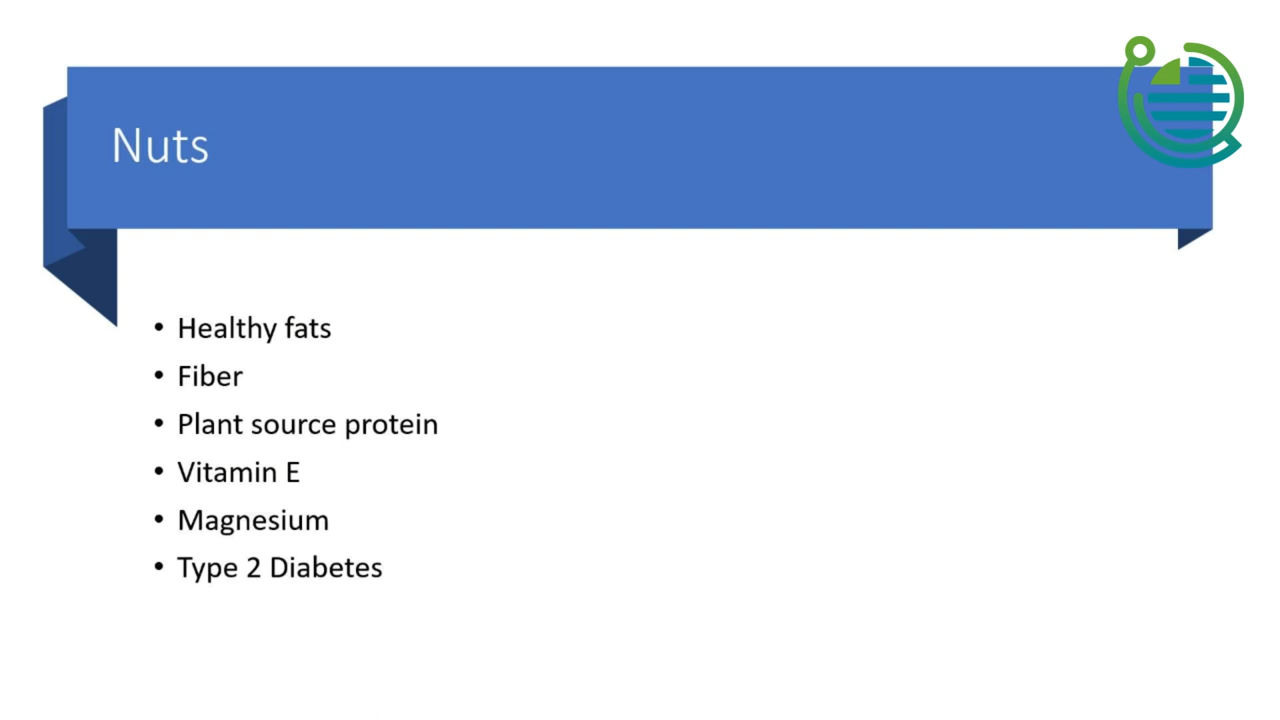 Nuts
• Healthy fats
• Fiber
• Plant source protein
• Vitamin E
• Magnesium
• Type 2 Diabetes